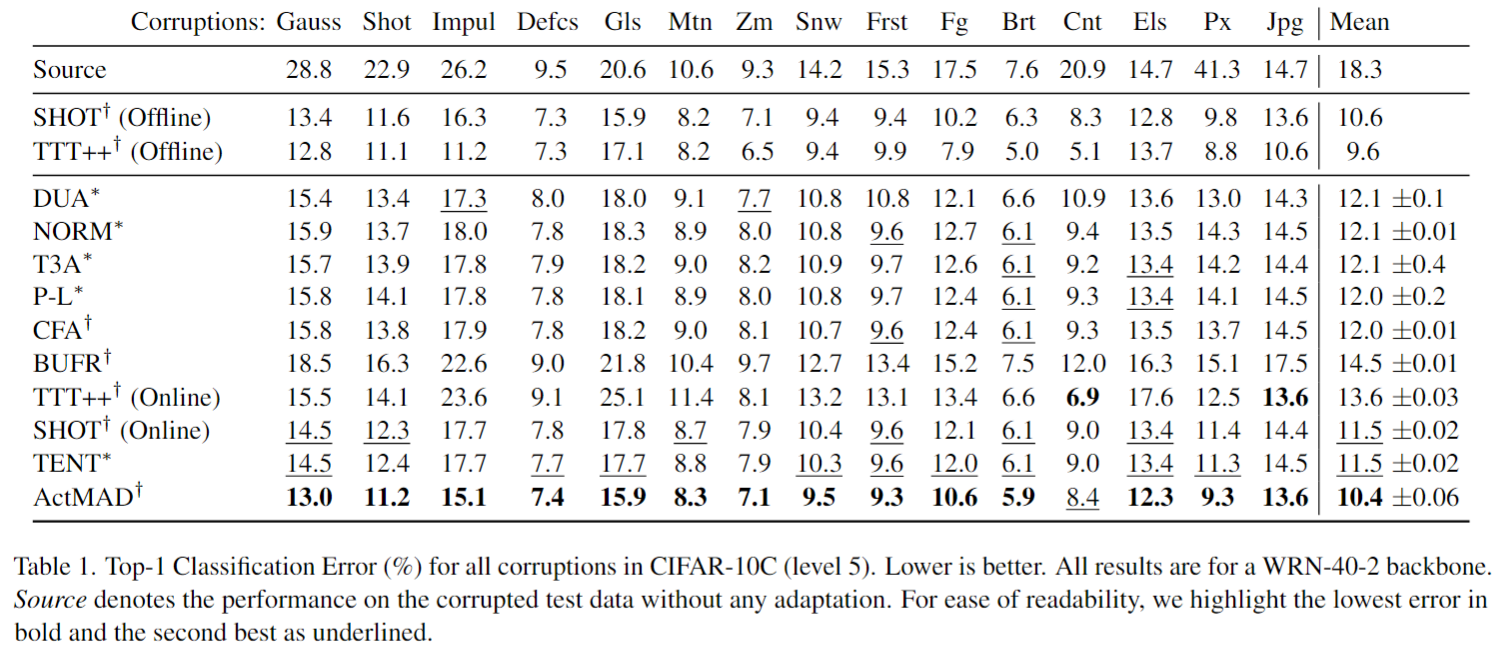 Corruptions: Gauss Shot Impul Defcs Gls Mtn Zm Snw Frst Fg Brt Cnt Els Px Jpg Mean
Source 28.8 22.9 26.2 9.5 20.6 10.6 9.3 14.2 15.3 17.5 7.6 20.9 14.7 41.3 14.7 18.3
SHOT† (Offline) 13.4 11.6 16.3 7.3 15.9 8.2 7.1 9.4 9.4 10.2 6.3 8.3 12.8 9.8 13.6 10.6
TTT++† (Offline) 12.8 11.1 11.2 7.3 17.1 8.2 6.5 9.4 9.9 7.9 5.0 5.1 13.7 8.8 10.6 9.6
DUA* 15.4 13.4 17.3 8.0 18.0 9.1 7.7 10.8 10.8 12.1 6.6 10.9 13.6 13.0 14.3 12.1 ±0.1
NORM* 15.9 13.7 18.0 7.8 18.3 8.9 8.0 10.8 9.6 12.7 6.1 9.4 13.5 14.3 14.5 12.1 ±0.01
T3A* 15.7 13.9 17.8 7.9 18.2 9.0 8.2 10.9 9.7 12.6 6.1 9.2 13.4 14.2 14.4 12.1 ±0.4
P-L* 15.8 14.1 17.8 7.8 18.1 8.9 8.0 10.8 9.7 12.4 6.1 9.3 13.4 14.1 14.5 12.0 ±0.2
CFA† 15.8 13.8 17.9 7.8 18.2 9.0 8.1 10.7 9.6 12.4 6.1 9.3 13.5 13.7 14.5 12.0 ±0.01
BUFR† 18.5 16.3 22.6 9.0 21.8 10.4 9.7 12.7 13.4 15.2 7.5 12.0 16.3 15.1 17.5 14.5 ±0.01
TTT++† (Online) 15.5 14.1 23.6 9.1 25.1 11.4 8.1 13.2 13.1 13.4 6.6 6.9 17.6 12.5 13.6 13.6 ±0.03
SHOT† (Online) 14.5 12.3 17.7 7.8 17.8 8.7 7.9 10.4 9.6 12.1 6.1 9.0 13.4 11.4 14.4 11.5 ±0.02
TENT* 14.5 12.4 17.7 7.7 17.7 8.8 7.9 10.3 9.6 12.0 6.1 9.0 13.4 11.3 14.5 11.5 ±0.02
ActMAD† 13.0 11.2 15.1 7.4 15.9 8.3 7.1 9.5 9.3 10.6 5.9 8.4 12.3 9.3 13.6 10.4 ±0.06
Table 1. Top-1 Classification Error (%) for all corruptions in CIFAR-10C (level 5). Lower is better. All results are for a WRN-40-2 backbone.
Source denotes the performance on the corrupted test data without any adaptation. For ease of readability, we highlight the lowest error in
bold and the second best as underlined.